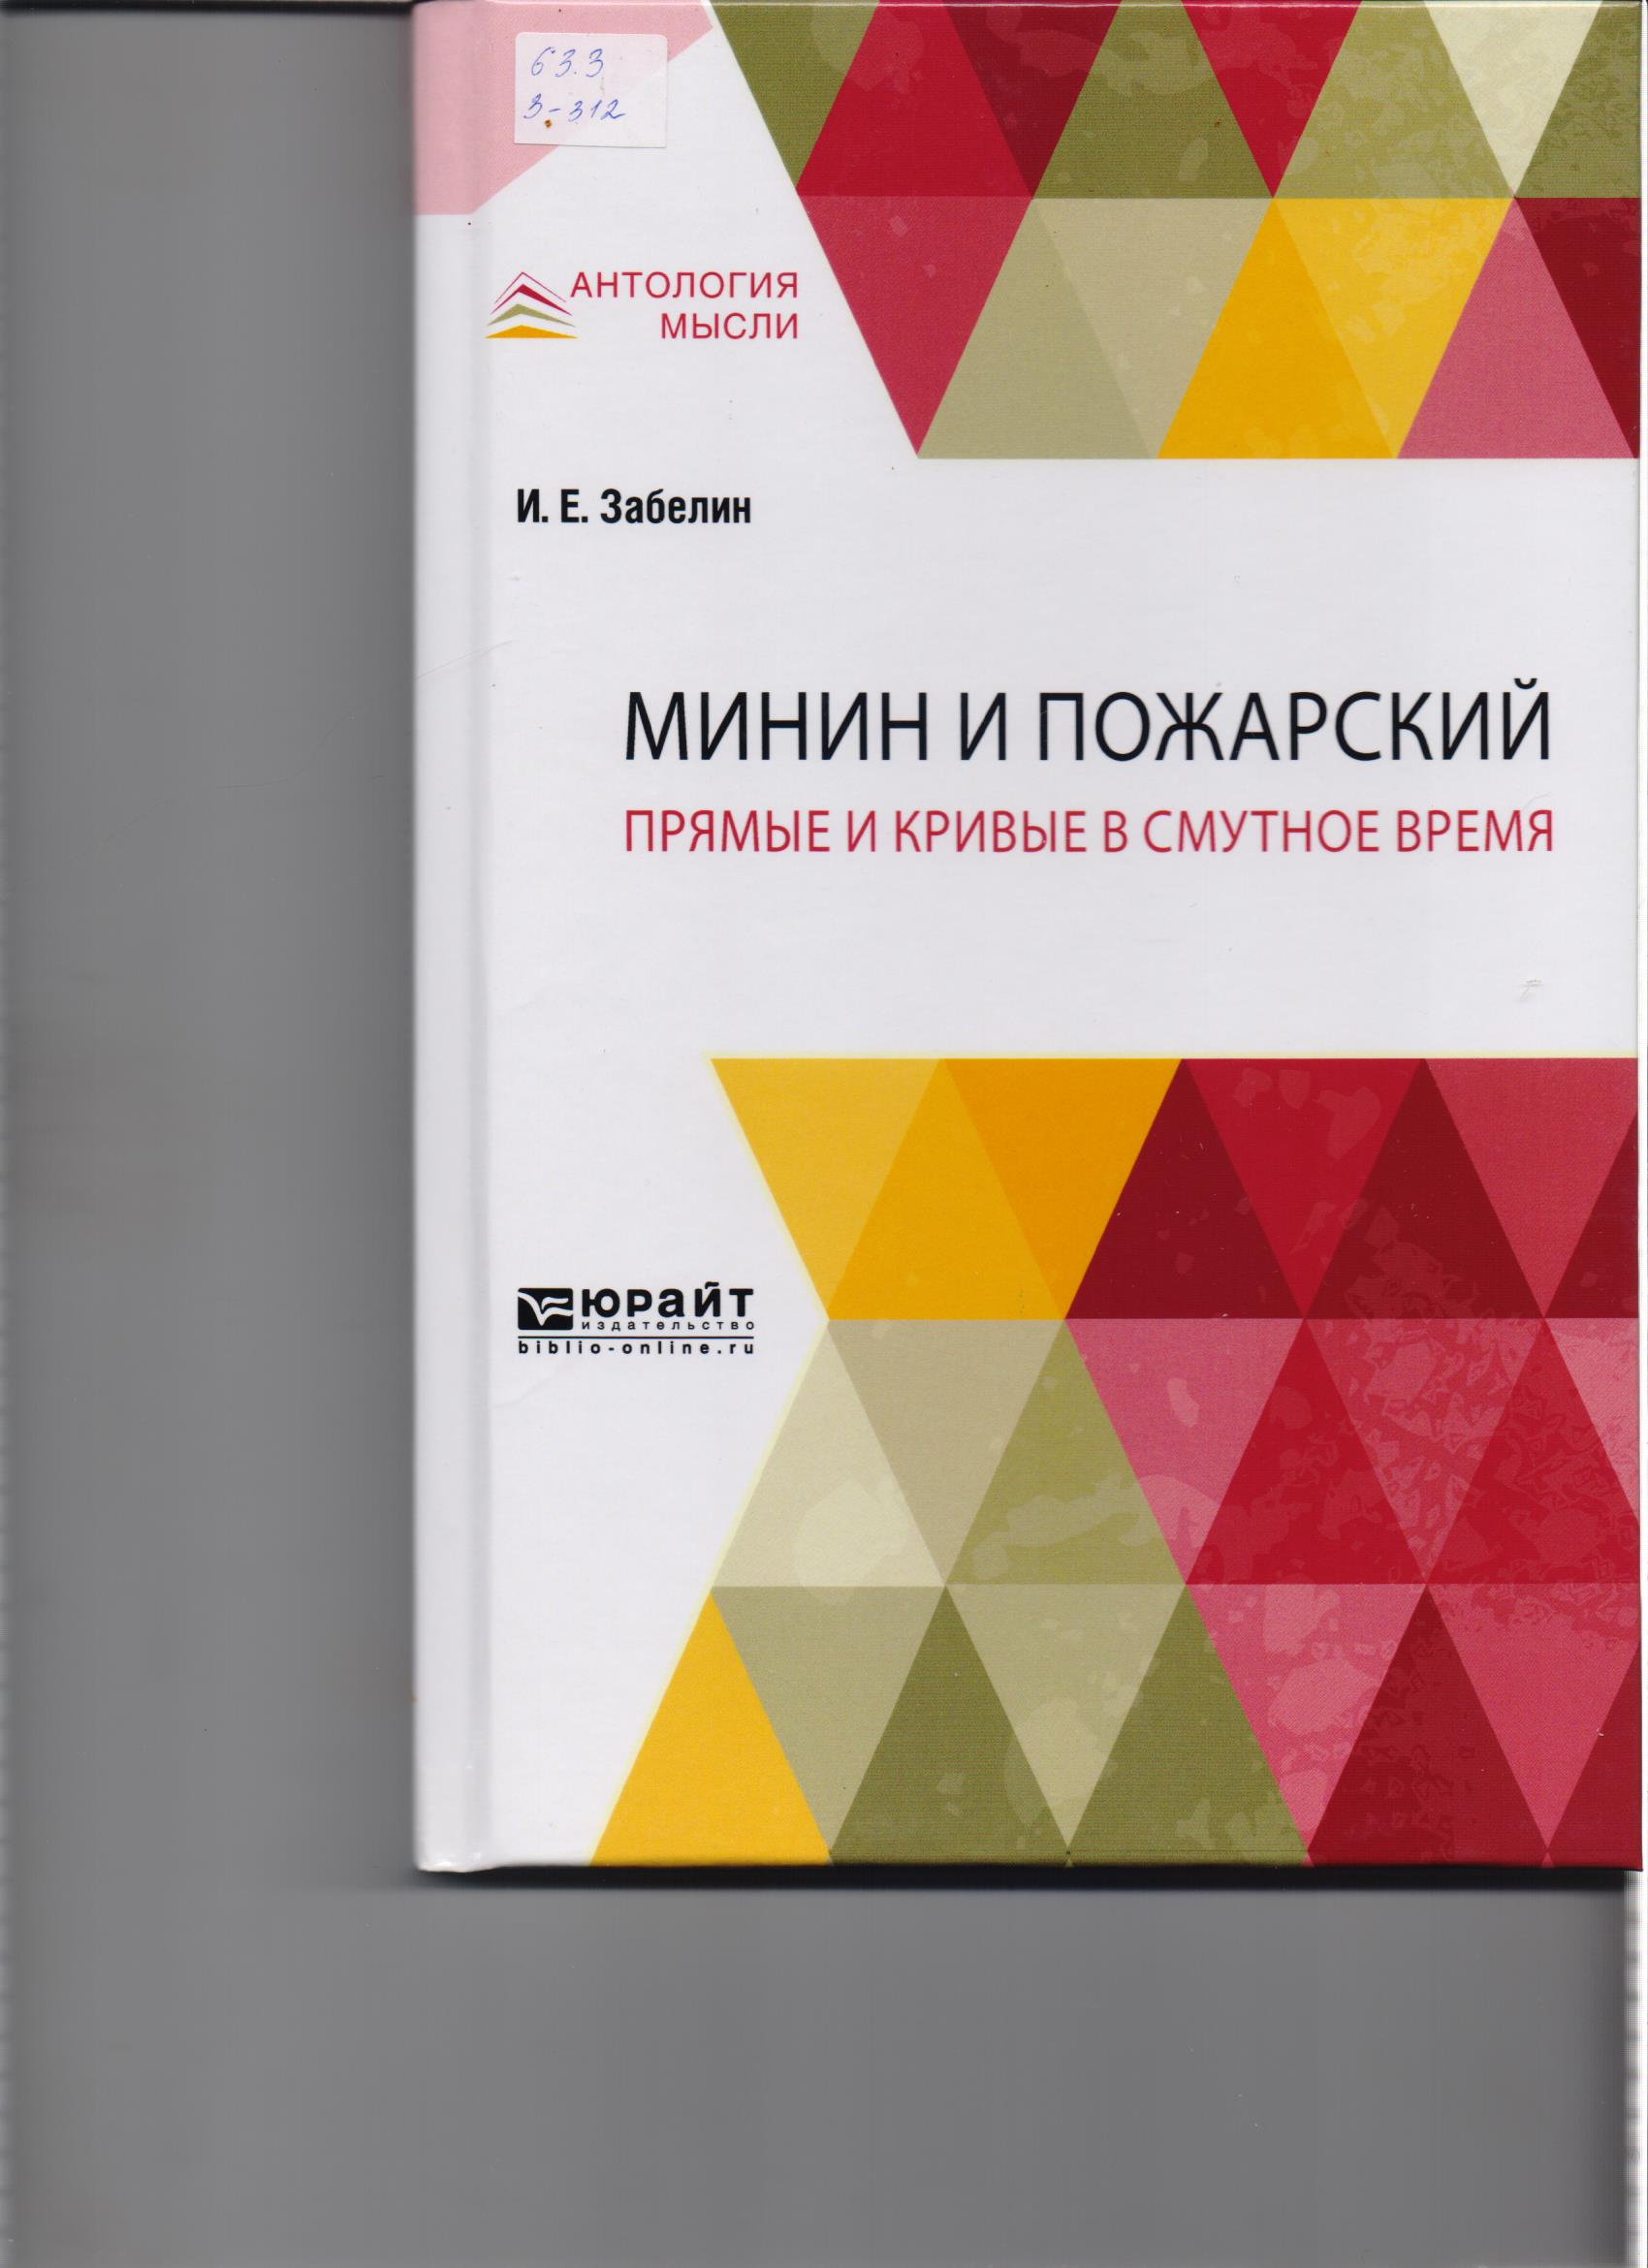 63.3
З-312
АНТОЛОГИЯ
МЫСЛИ
И. Е. Забелин
МИНИН И ПОЖАРСКИЙ
ПРЯМЫЕ И КРИВЫЕ В СМУТНОЕ ВРЕМЯ
юрайт
издательство
biblio-online.ru